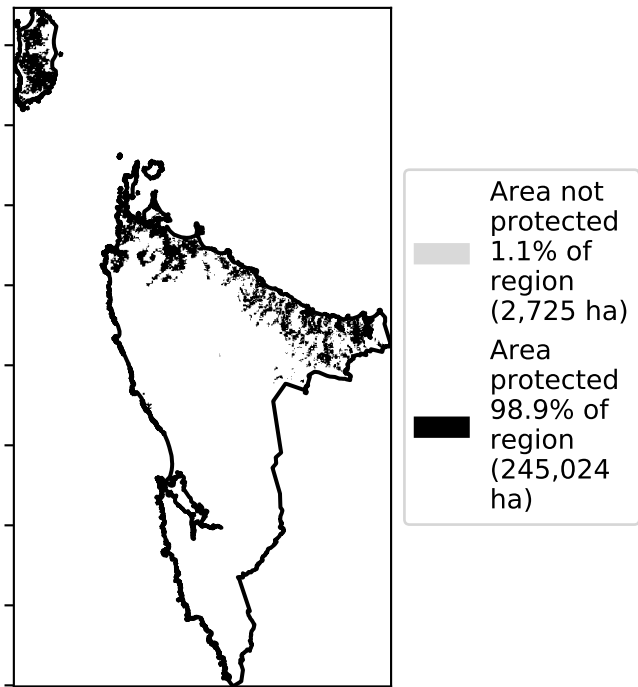 Area not
protected
1.1% of
region
(2,725 ha)
Area
protected
98.9% of
region
(245,024
ha)